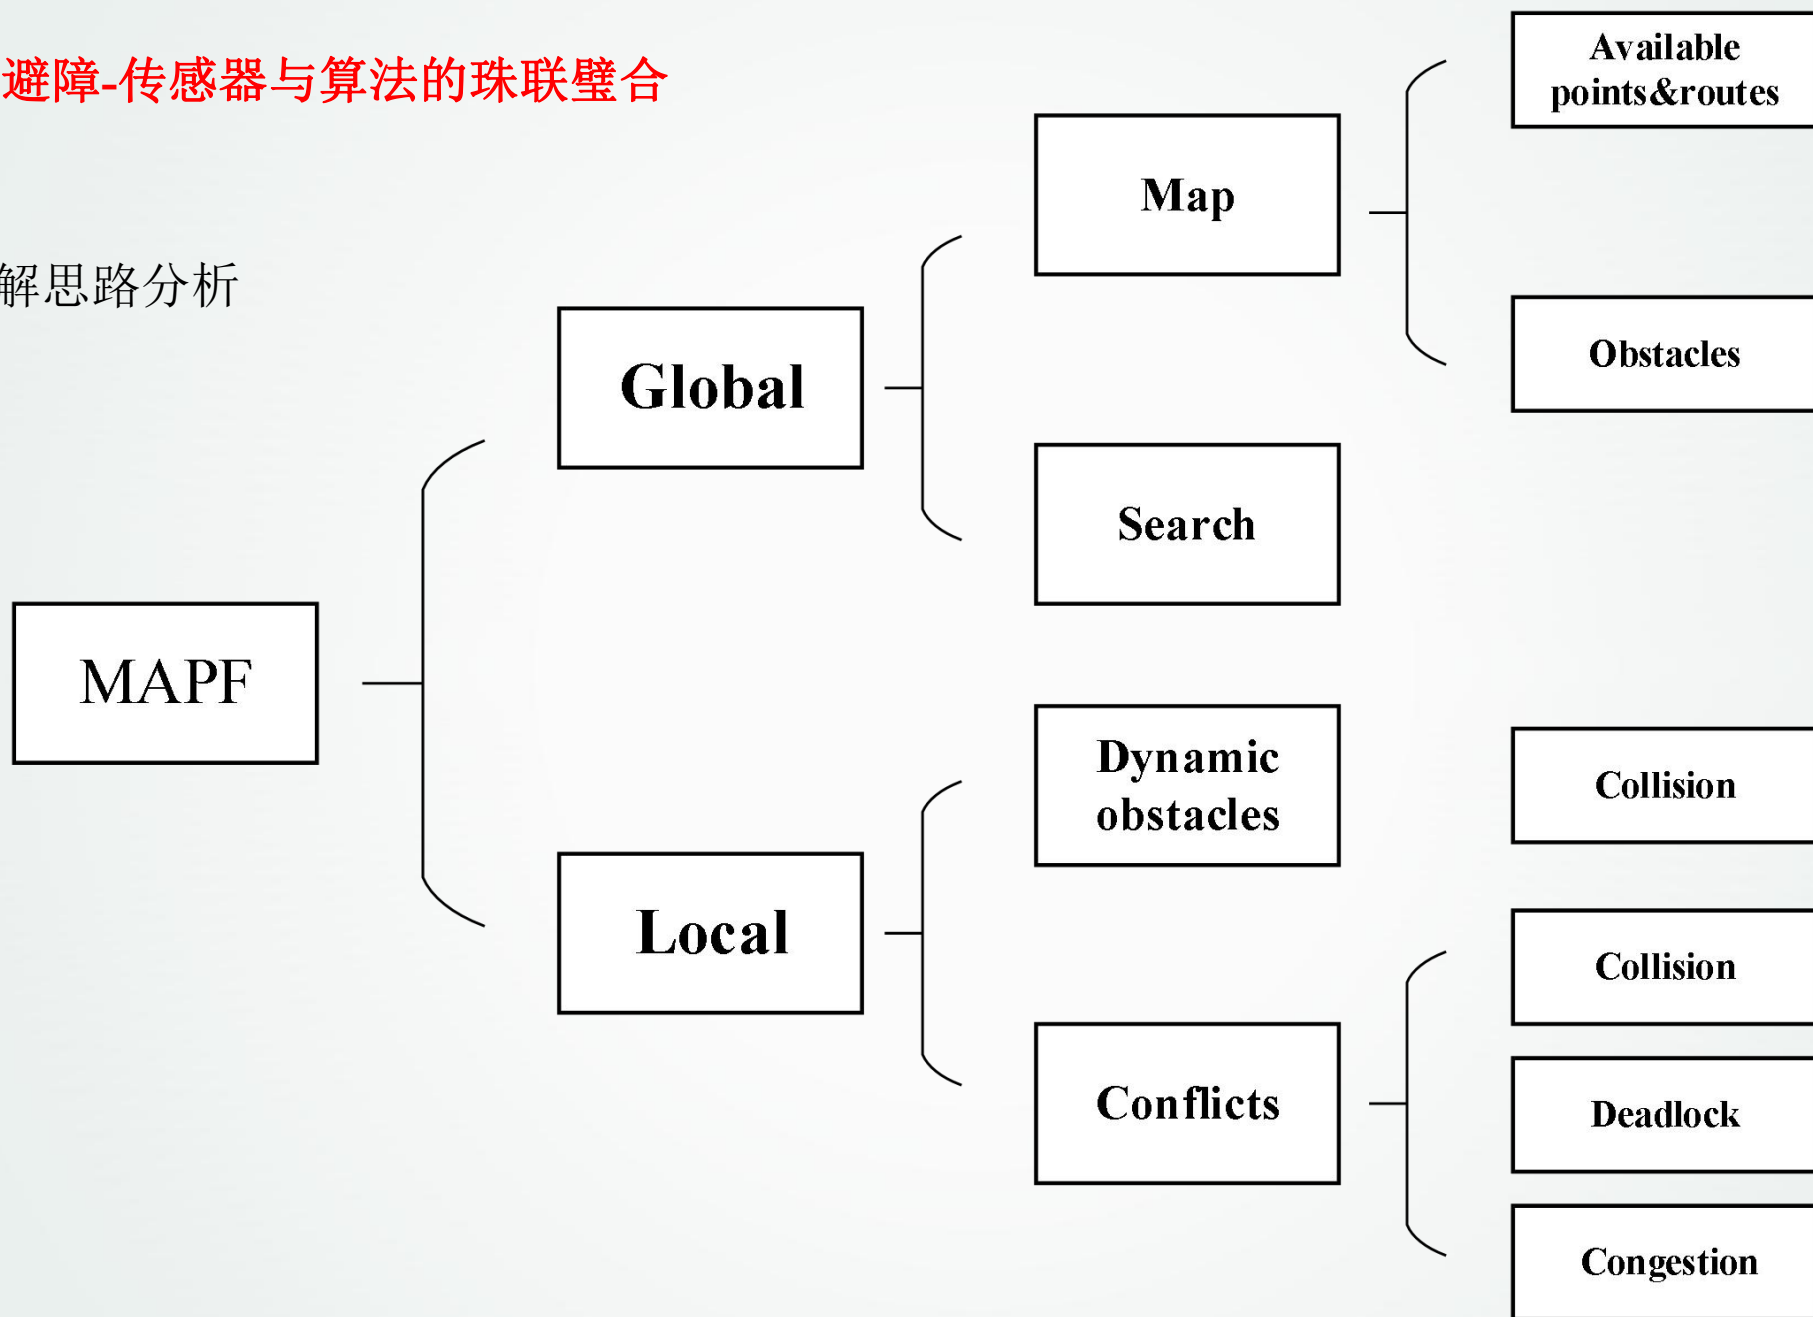 避障-传感器与算法的珠联璧合
解思路分析
MAPF
Global
Local
Map
Search
Dynamic
obstacles
Conflicts
Available
points&routes
Obstacles
Collision
Collision
Deadlock
Congestion